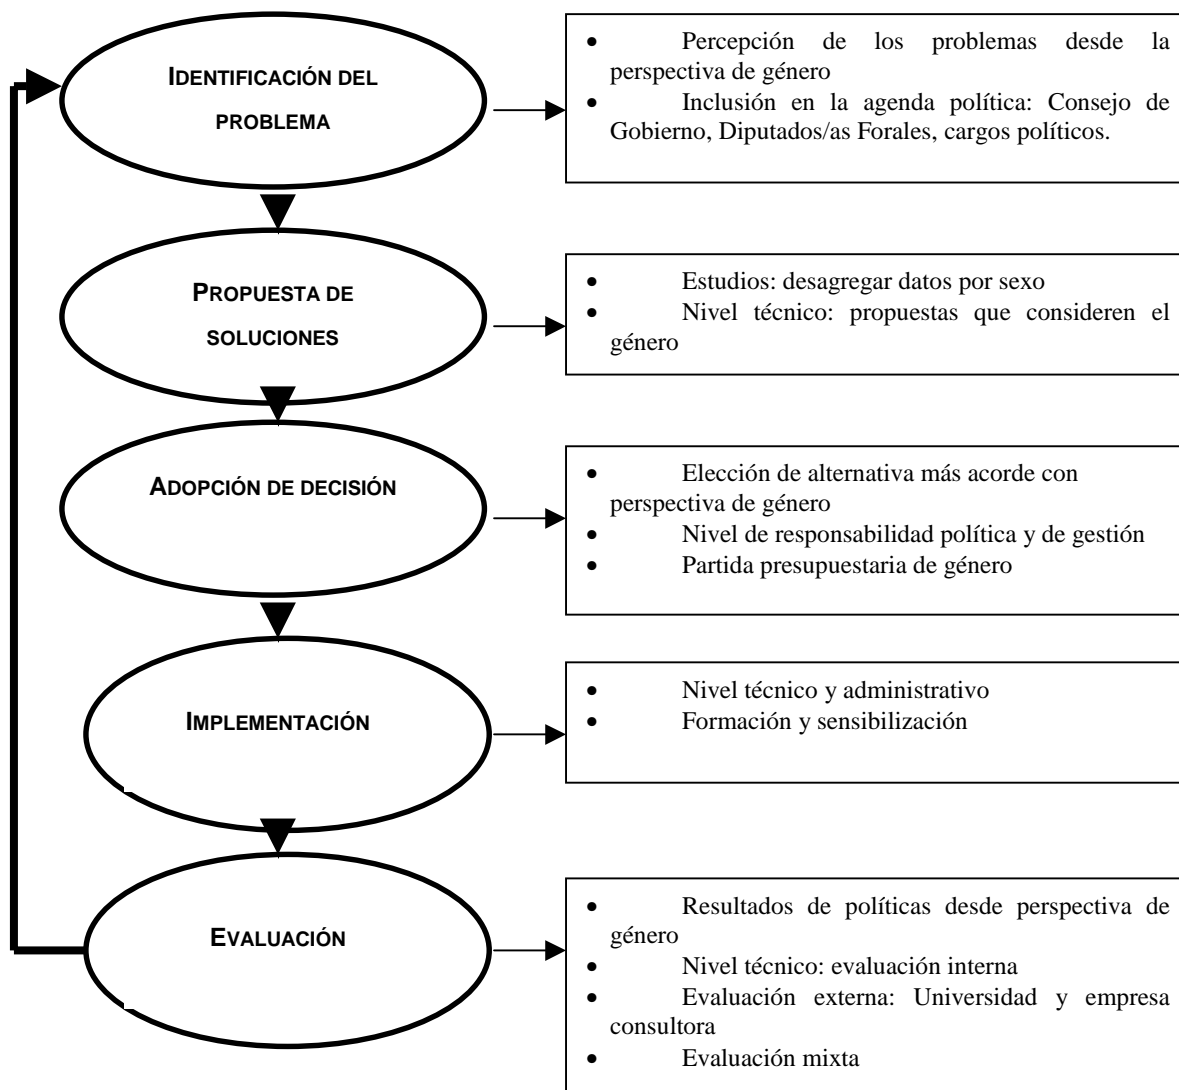 IDENTIFICACIÓN DEL
PROBLEMA
• Percepción de los problemas desde la
perspectiva de género
• Inclusión en la agenda política: Consejo de
Gobierno, Diputados/as Forales, cargos políticos.
PROPUESTA DE
SOLUCIONES
• Estudios: desagregar datos por sexo
• Nivel técnico: propuestas que consideren el
género
ADOPCIÓN DE DECISIÓN
• Elección de alternativa más acorde con
perspectiva de género
• Nivel de responsabilidad política y de gestión
• Partida presupuestaria de género
IMPLEMENTACIÓN
• Nivel técnico y administrativo
• Formación y sensibilización
EVALUACIÓN
• Resultados de políticas desde perspectiva de
género
• Nivel técnico: evaluación interna
• Evaluación externa: Universidad y empresa
consultora
• Evaluación mixta